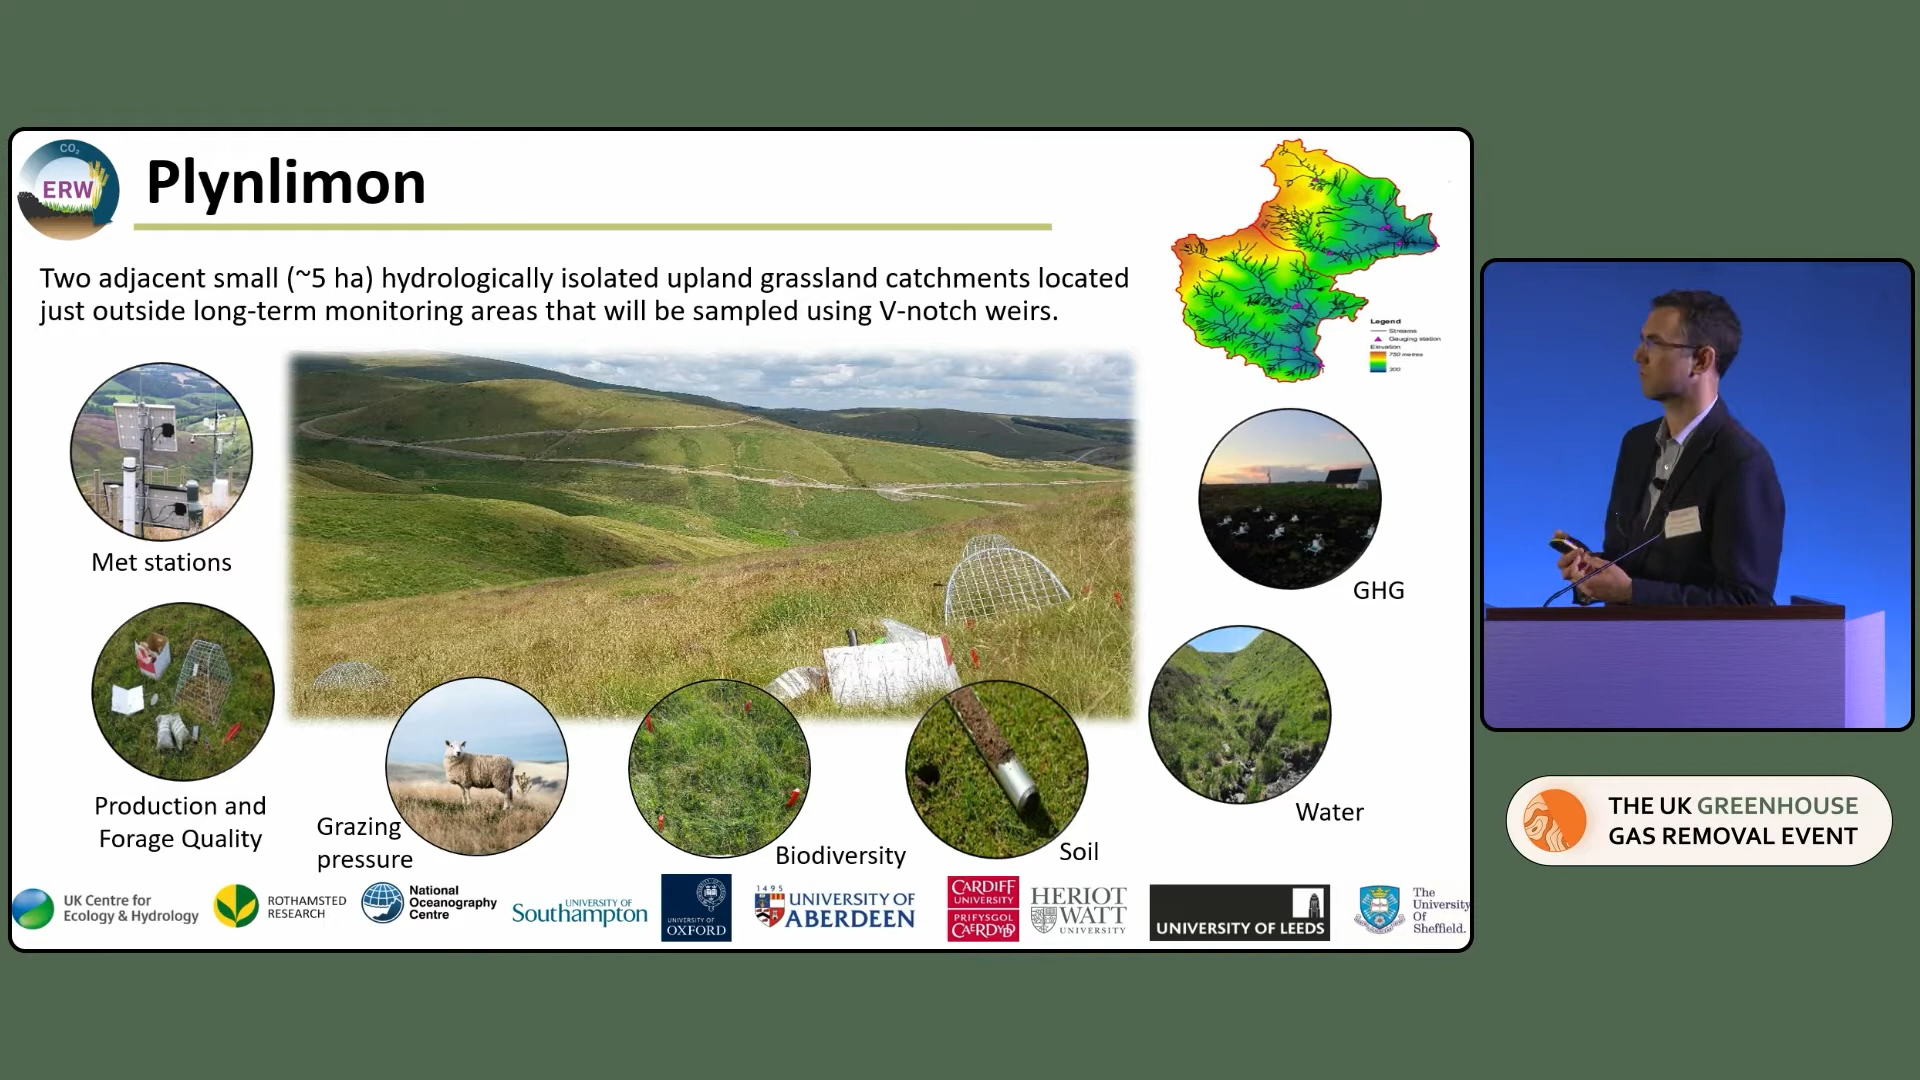 CO₂
ERW
Plynlimon
Two adjacent small (~5 ha) hydrologically isolated upland grassland catchments located
just outside long-term monitoring areas that will be sampled using V-notch weirs.
Legend
Streams
Gauging station
Elevation
750 metres
300
Met stations
GHG
Production and
Forage Quality
Grazing
pressure
Biodiversity
Soil
Water
UK Centre for
Ecology & Hydrology
ROTHAMSTED
RESEARCH
National
Oceanography
Centre
UNIVERSITY OF
Southampton
UNIVERSITY OF
OXFORD
1495
UNIVERSITY OF
ABERDEEN
CARDIFF
UNIVERSITY
PRIFYSGOL
CAERDYDD
HERIOT
WATT
UNIVERSITY
UNIVERSITY OF LEEDS
The
University
Of
Sheffield.
THE UK GREENHOUSE
GAS REMOVAL EVENT